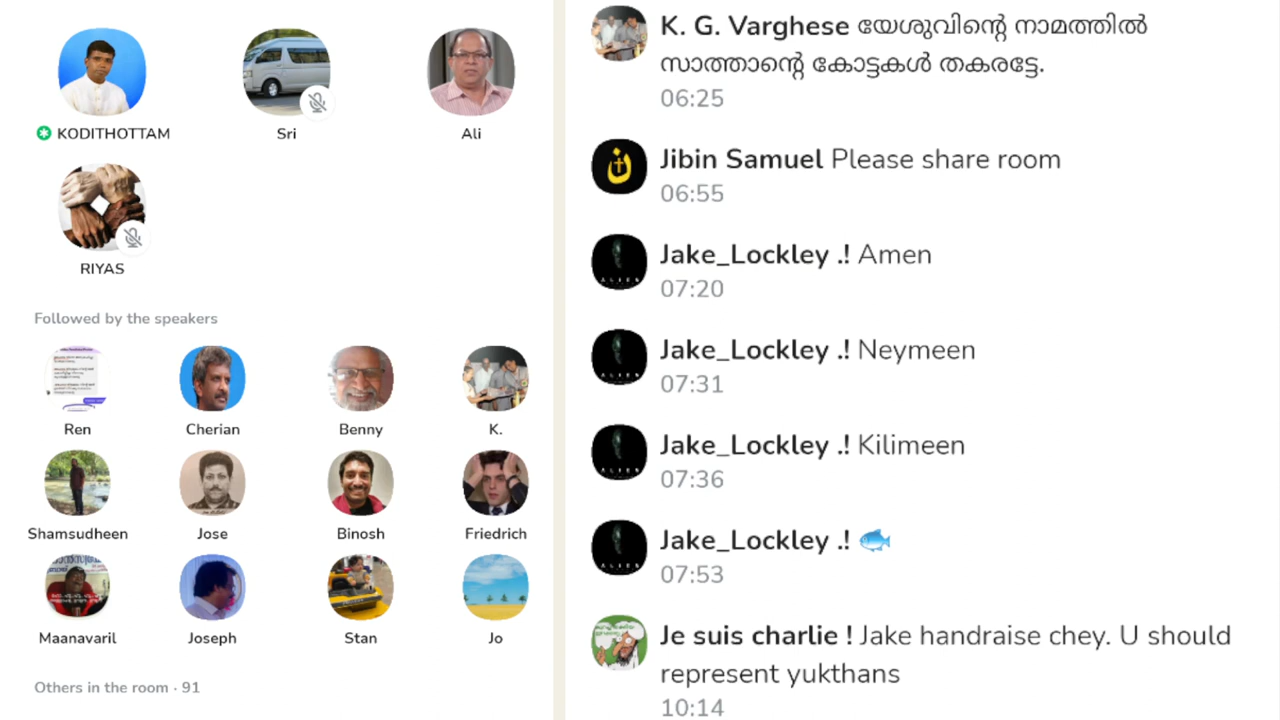 KODITHOTTAM
Sri
Ali
RIYAS
Followed by the speakers
Ren
Cherian
Benny
K.
Shamsudheen
Jose
Binosh
Friedrich
Maanavaril
Joseph
Stan
Jo
Others in the room · 91
K. G. Varghese യേശുവിന്റെ നാമത്തിൽ
സാത്താന്റെ കോട്ടകൾ തകരട്ടേ.
06:25
Jibin Samuel Please share room
06:55
Jake_Lockley .! Amen
07:20
Jake_Lockley .! Neymeen
07:31
Jake_Lockley .! Kilimeen
07:36
Jake_Lockley .! 🐟
07:53
Je suis charlie ! Jake handraise chey. U should
represent yukthans
10:14